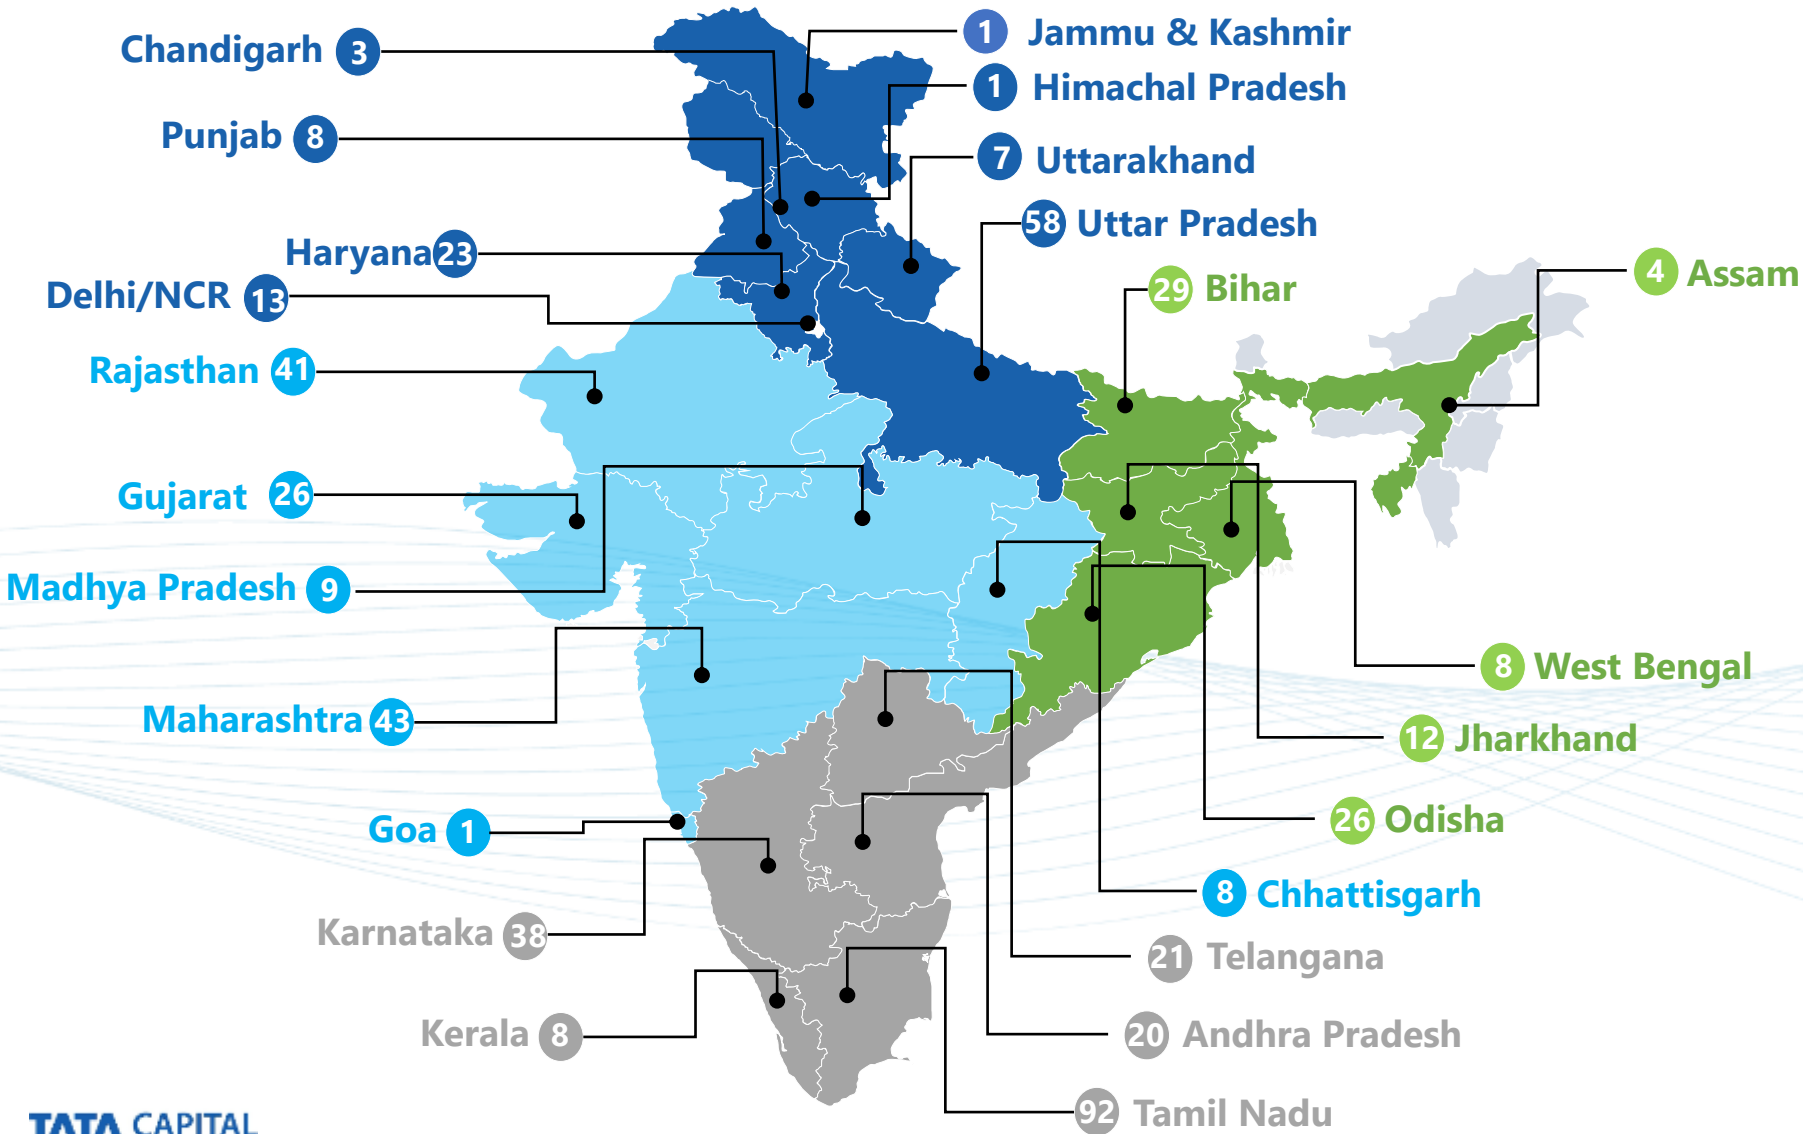 Chandigarh 3
1 Jammu & Kashmir
1 Himachal Pradesh
Punjab 8
7 Uttarakhand
58 Uttar Pradesh
Haryana 23
4 Assam
29 Bihar
Delhi/NCR 13
Rajasthan 41
Gujarat 26
Madhya Pradesh 9
8 West Bengal
Maharashtra 43
12 Jharkhand
26 Odisha
Goa 1
8 Chhattisgarh
Karnataka 38
21 Telangana
Kerala 8
20 Andhra Pradesh
92 Tamil Nadu
TATA CAPITAL